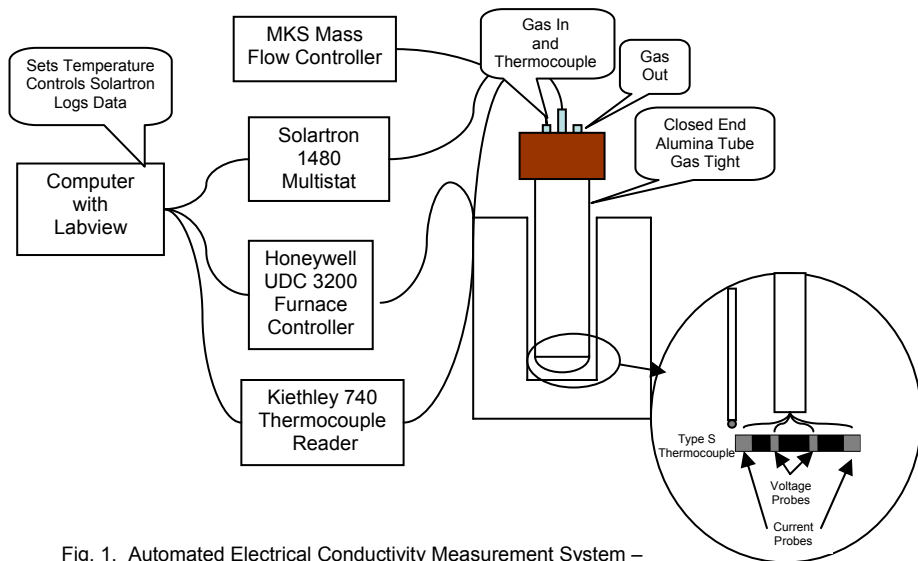 MKS Mass
Flow Controller
Gas In
and
Thermocouple
Gas
Out
Sets Temperature
Controls Solartron
Logs Data
Closed End
Alumina Tube
Gas Tight
Solartron
1480
Multistat
Computer
with
Labview
Honeywell
UDC 3200
Furnace
Controller
Kiethley 740
Thermocouple
Reader
Type S
Thermocouple
Voltage
Probes
Current
Probes
Fig. 1. Automated Electrical Conductivity Measurement System –